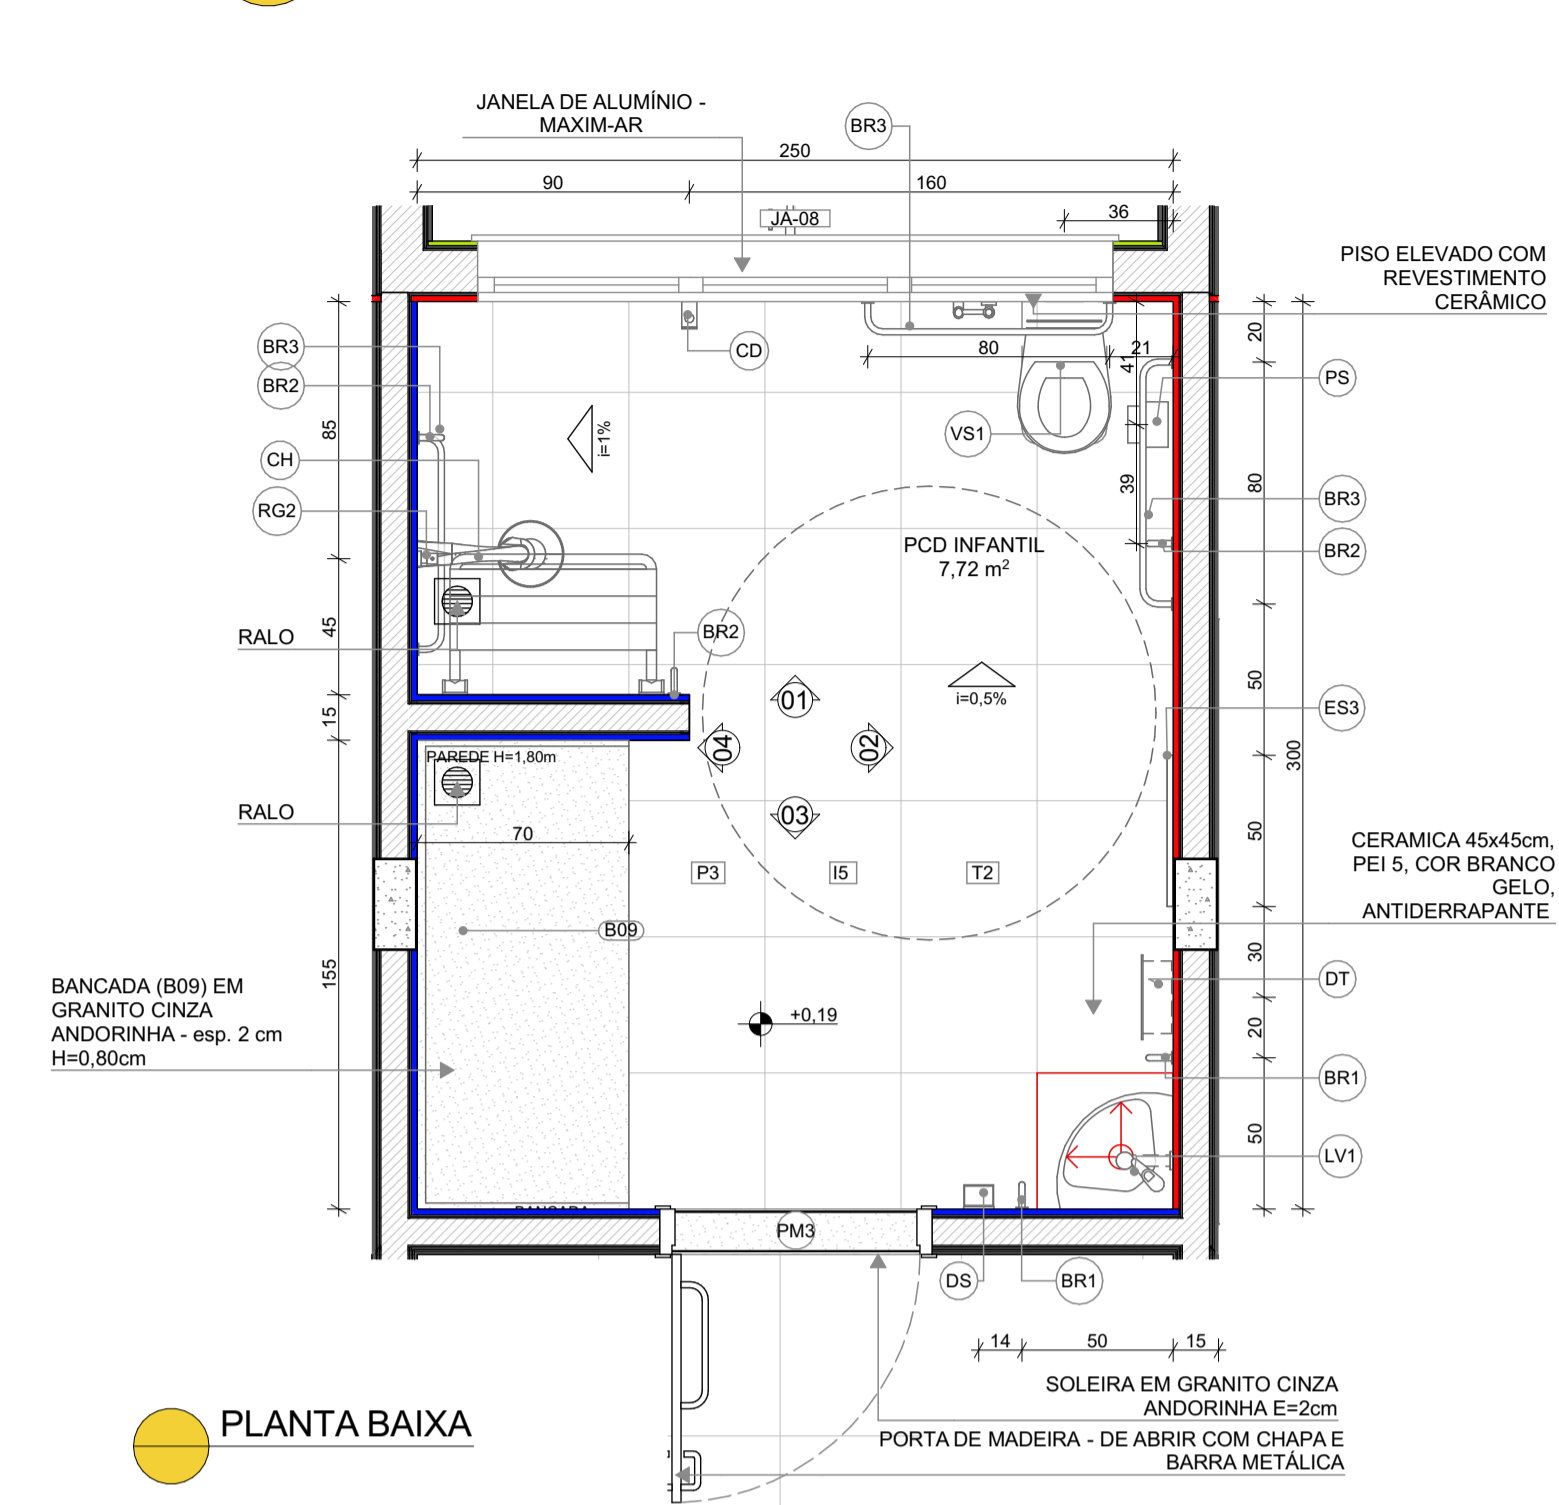 JANELA DE ALUMÍNIO -
MAXIM-AR
BR3
250
90
160
JA-08
36
PISO ELEVADO COM
REVESTIMENTO
CERÂMICO
BR3
BR2
CD
80
21
41
20
PS
85
i=1%
VS1
CH
RG2
39
80
BR3
BR2
PCD INFANTIL
7,72 m²
RALO
45
BR2
15
01
i=0,5%
50
ES3
04
02
300
PAREDE H=1,80m
RALO
03
70
50
CERAMICA 45x45cm,
PEI 5, COR BRANCO
GELO,
ANTIDERRAPANTE
P3
I5
T2
B09
155
30
DT
BANCADA (B09) EM
GRANITO CINZA
ANDORINHA - esp. 2 cm
H=0,80cm
+0,19
20
BR1
50
LV1
BANCADA
PM3
DS
BR1
14
50
15
SOLEIRA EM GRANITO CINZA
ANDORINHA E=2cm
PLANTA BAIXA
PORTA DE MADEIRA - DE ABRIR COM CHAPA E
BARRA METÁLICA